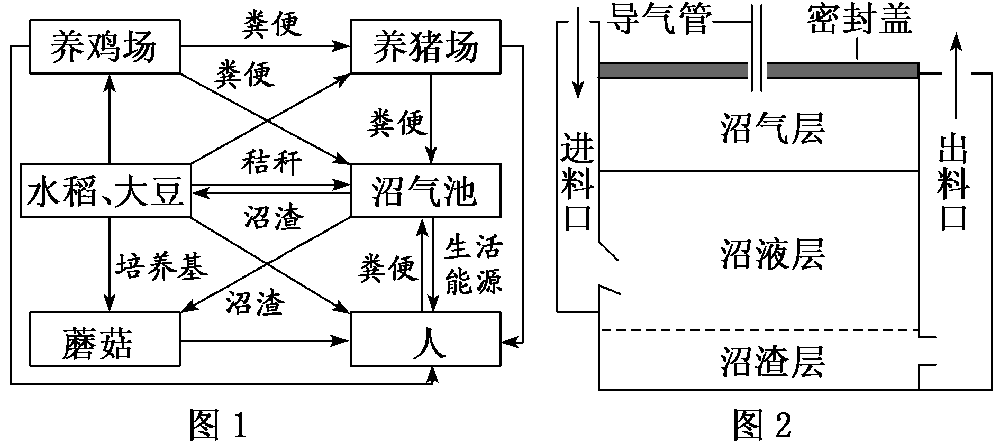 养鸡场
粪便
养猪场
粪便
粪便
水稻、大豆
秸秆
沼气池
沼渣
培养基
沼渣
粪便
生活
能源
蘑菇
人
图1
导气管
密封盖
进料口
沼气层
出料口
沼液层
沼渣层
图2